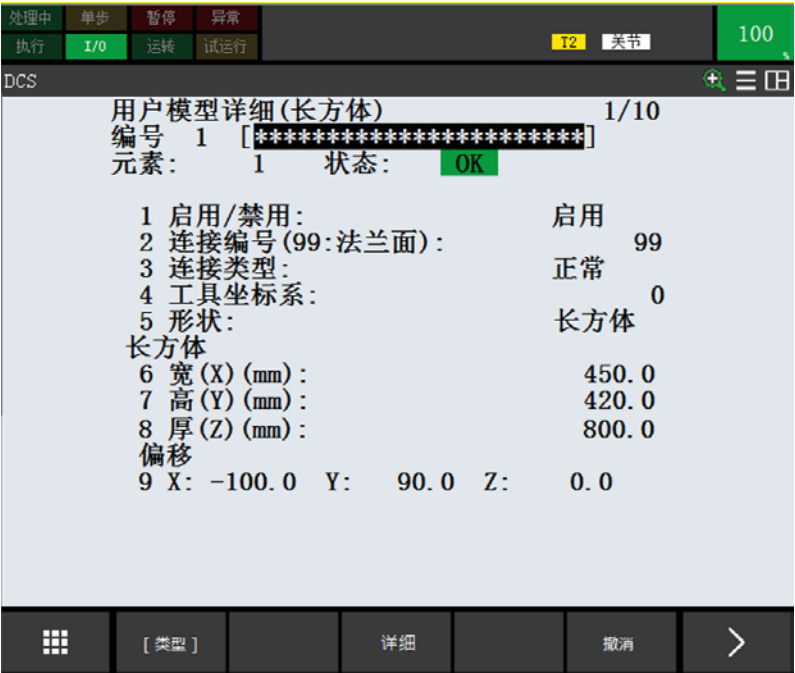 处理中 单步 暂停 异常
执行 I/O 运转 试运行 T2 关节 100 %
DCS
用户模型详细(长方体) 1/10
编号 1 [***********************]
元素: 1 状态: OK
1 启用/禁用: 启用
2 连接编号(99:法兰面): 99
3 连接类型: 正常
4 工具坐标系: 0
5 形状: 长方体
长方体
6 宽(X)(mm): 450.0
7 高(Y)(mm): 420.0
8 厚(Z)(mm): 800.0
偏移
9 X: -100.0 Y: 90.0 Z: 0.0
[ 类型 ] 详细 撤消